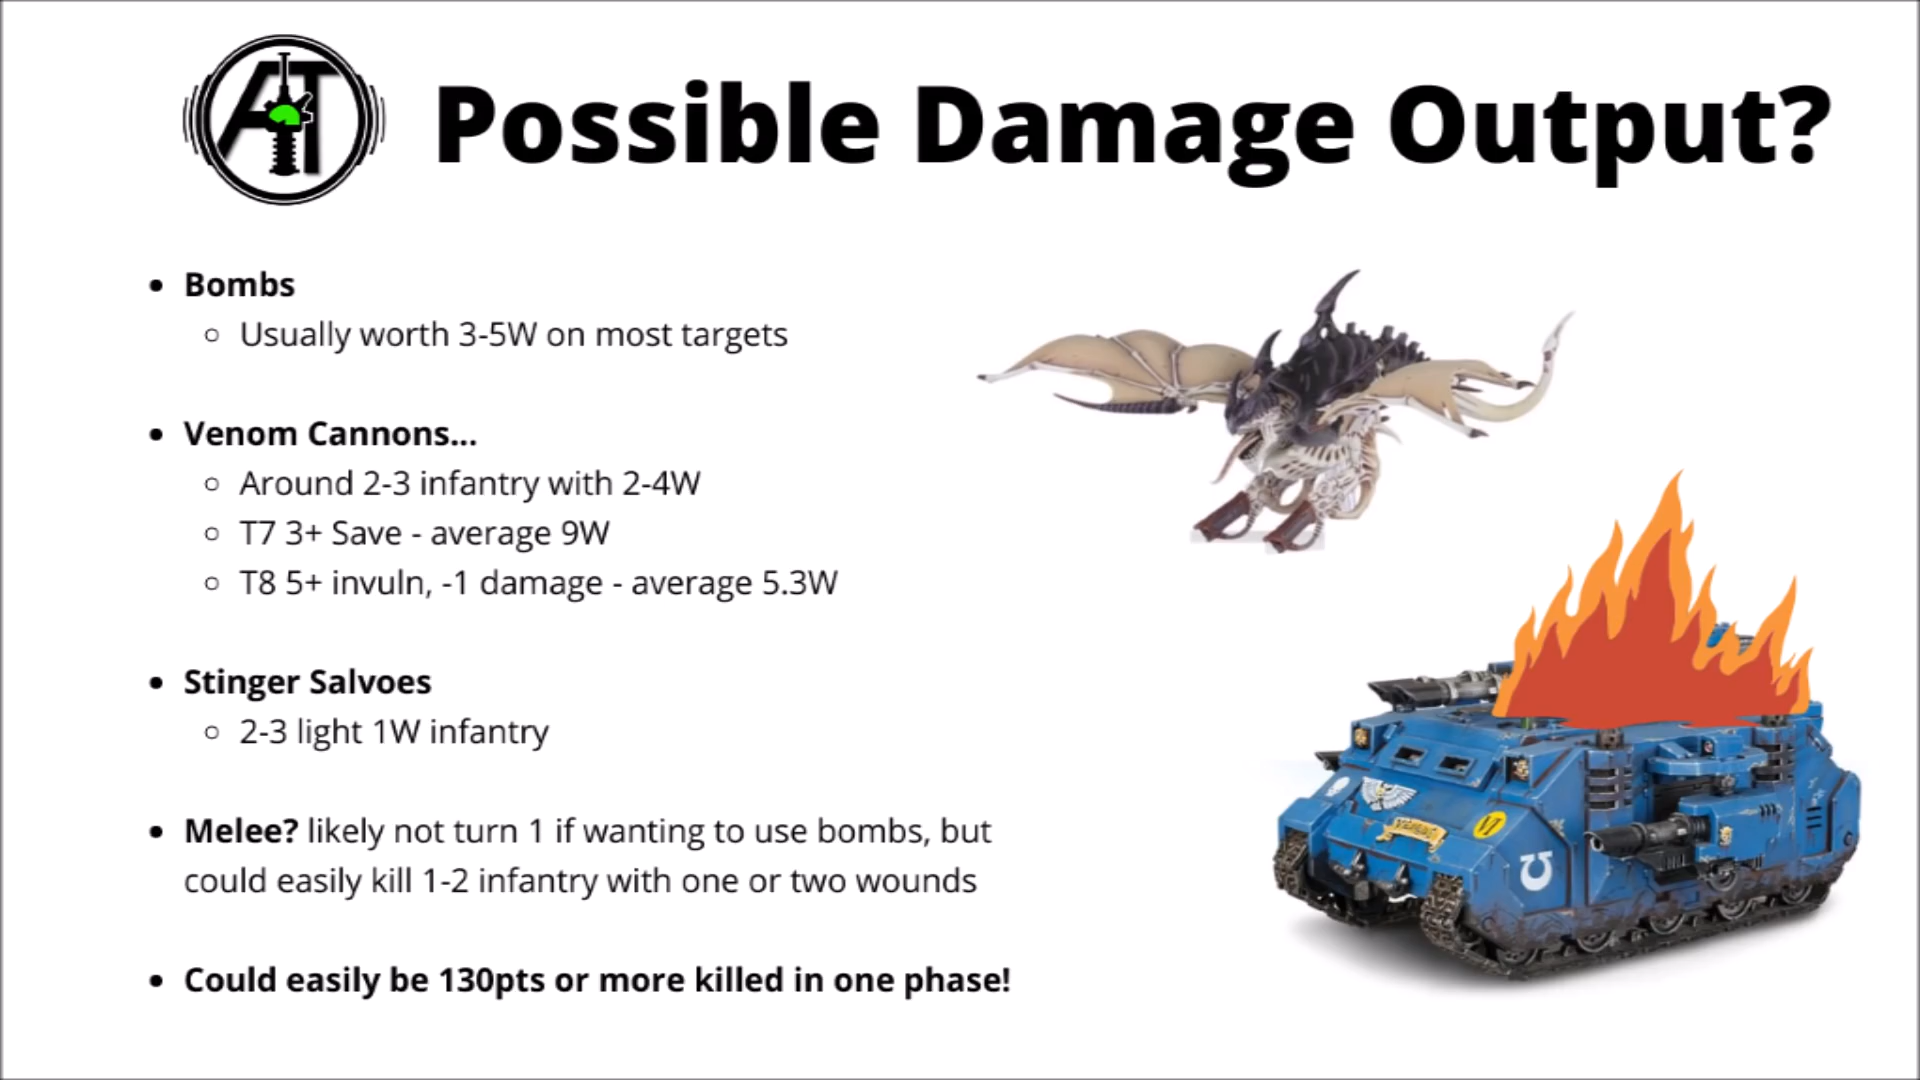 AT
Possible Damage Output?
• Bombs
○ Usually worth 3-5W on most targets
• Venom Cannons...
○ Around 2-3 infantry with 2-4W
○ T7 3+ Save - average 9W
○ T8 5+ invuln, -1 damage - average 5.3W
• Stinger Salvoes
○ 2-3 light 1W infantry
• Melee? likely not turn 1 if wanting to use bombs, but
could easily kill 1-2 infantry with one or two wounds
• Could easily be 130pts or more killed in one phase!